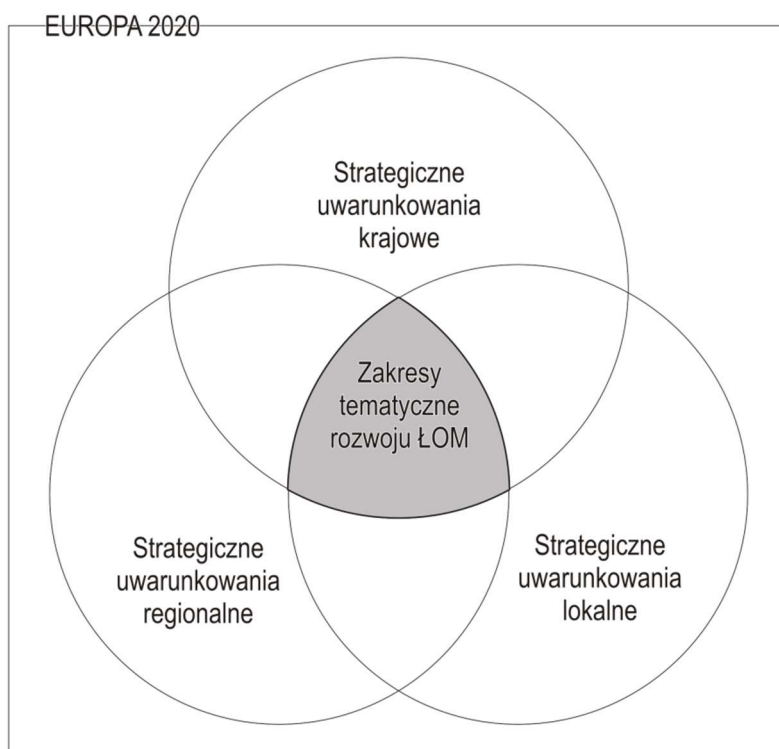 EUROPA 2020
Strategiczne
uwarunkowania
krajowe
Zakresy
tematyczne
rozwoju ŁOM
Strategiczne
uwarunkowania
regionalne
Strategiczne
uwarunkowania
lokalne